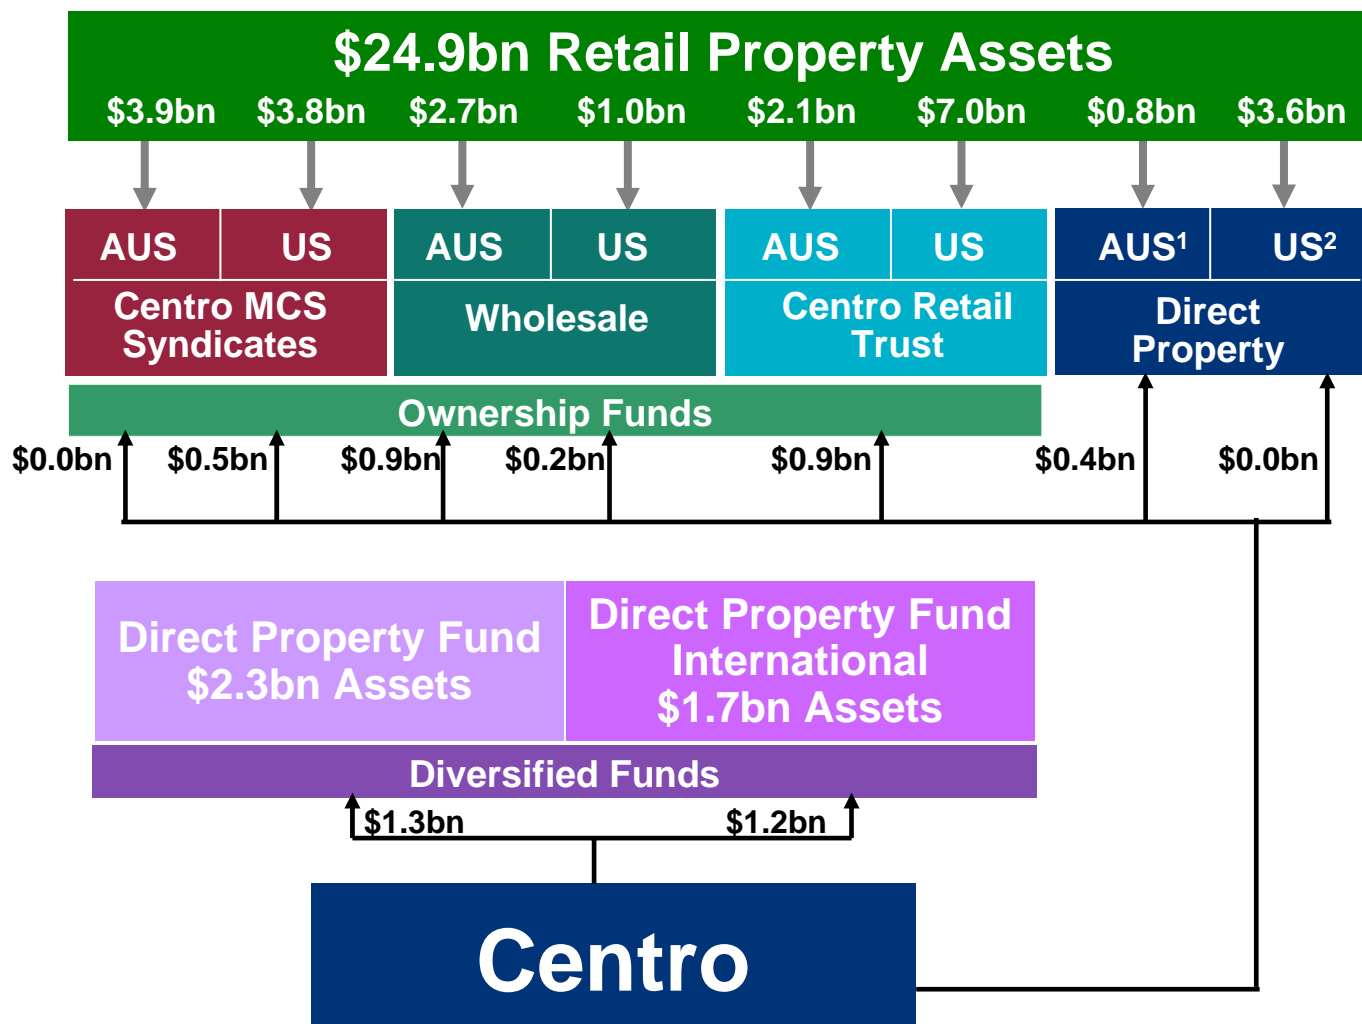 $24.9bn Retail Property Assets
$3.9bn $3.8bn $2.7bn $1.0bn $2.1bn $7.0bn $0.8bn $3.6bn
AUS US AUS US AUS US AUS¹ US²
Centro MCS
Syndicates
Wholesale
Centro Retail
Trust
Direct
Property
Ownership Funds
$0.0bn $0.5bn $0.9bn $0.2bn $0.9bn $0.4bn $0.0bn
Direct Property Fund
$2.3bn Assets
Direct Property Fund
International
$1.7bn Assets
Diversified Funds
$1.3bn $1.2bn
Centro